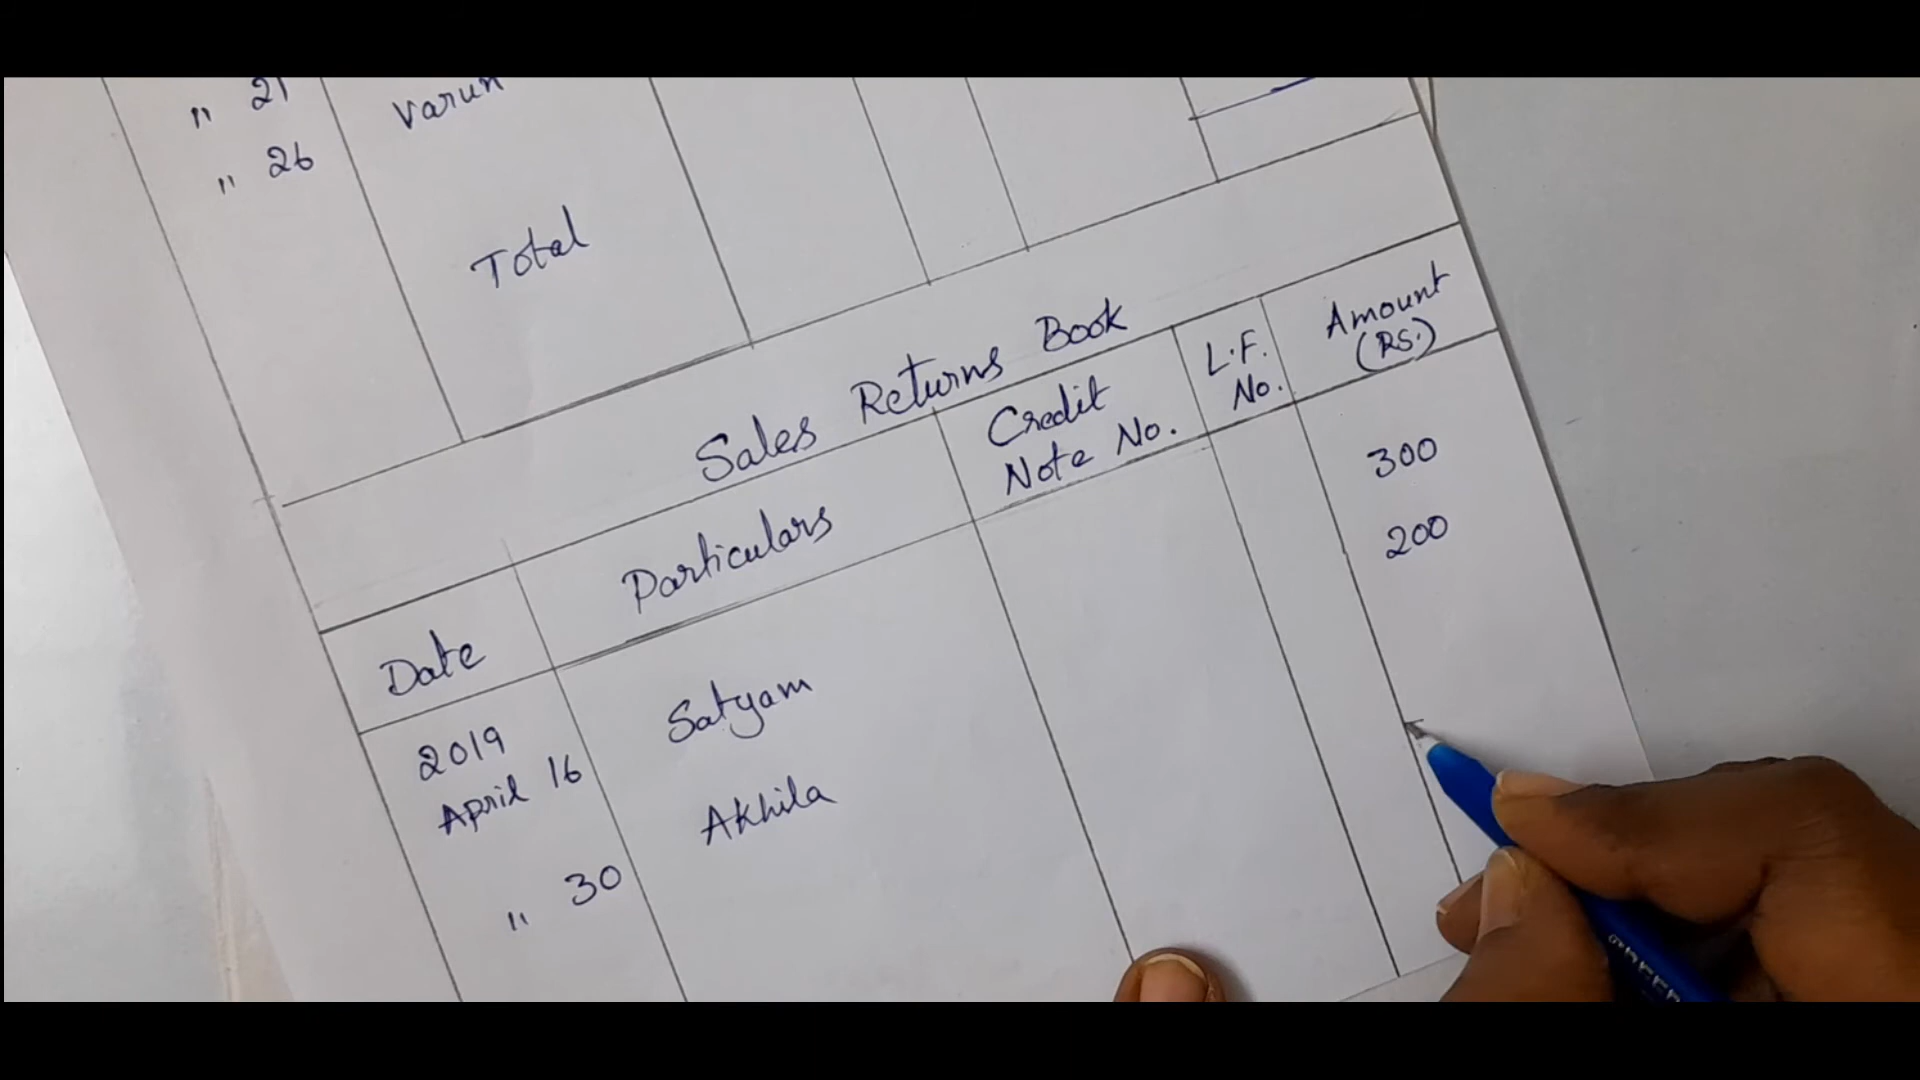 " 21 Varun
" 26
Total
Sales Returns Book
Date Particulars Credit Note No. L.F. No. Amount (RS.)
2019
April 16 Satyam 300
" 30 Akhila 200